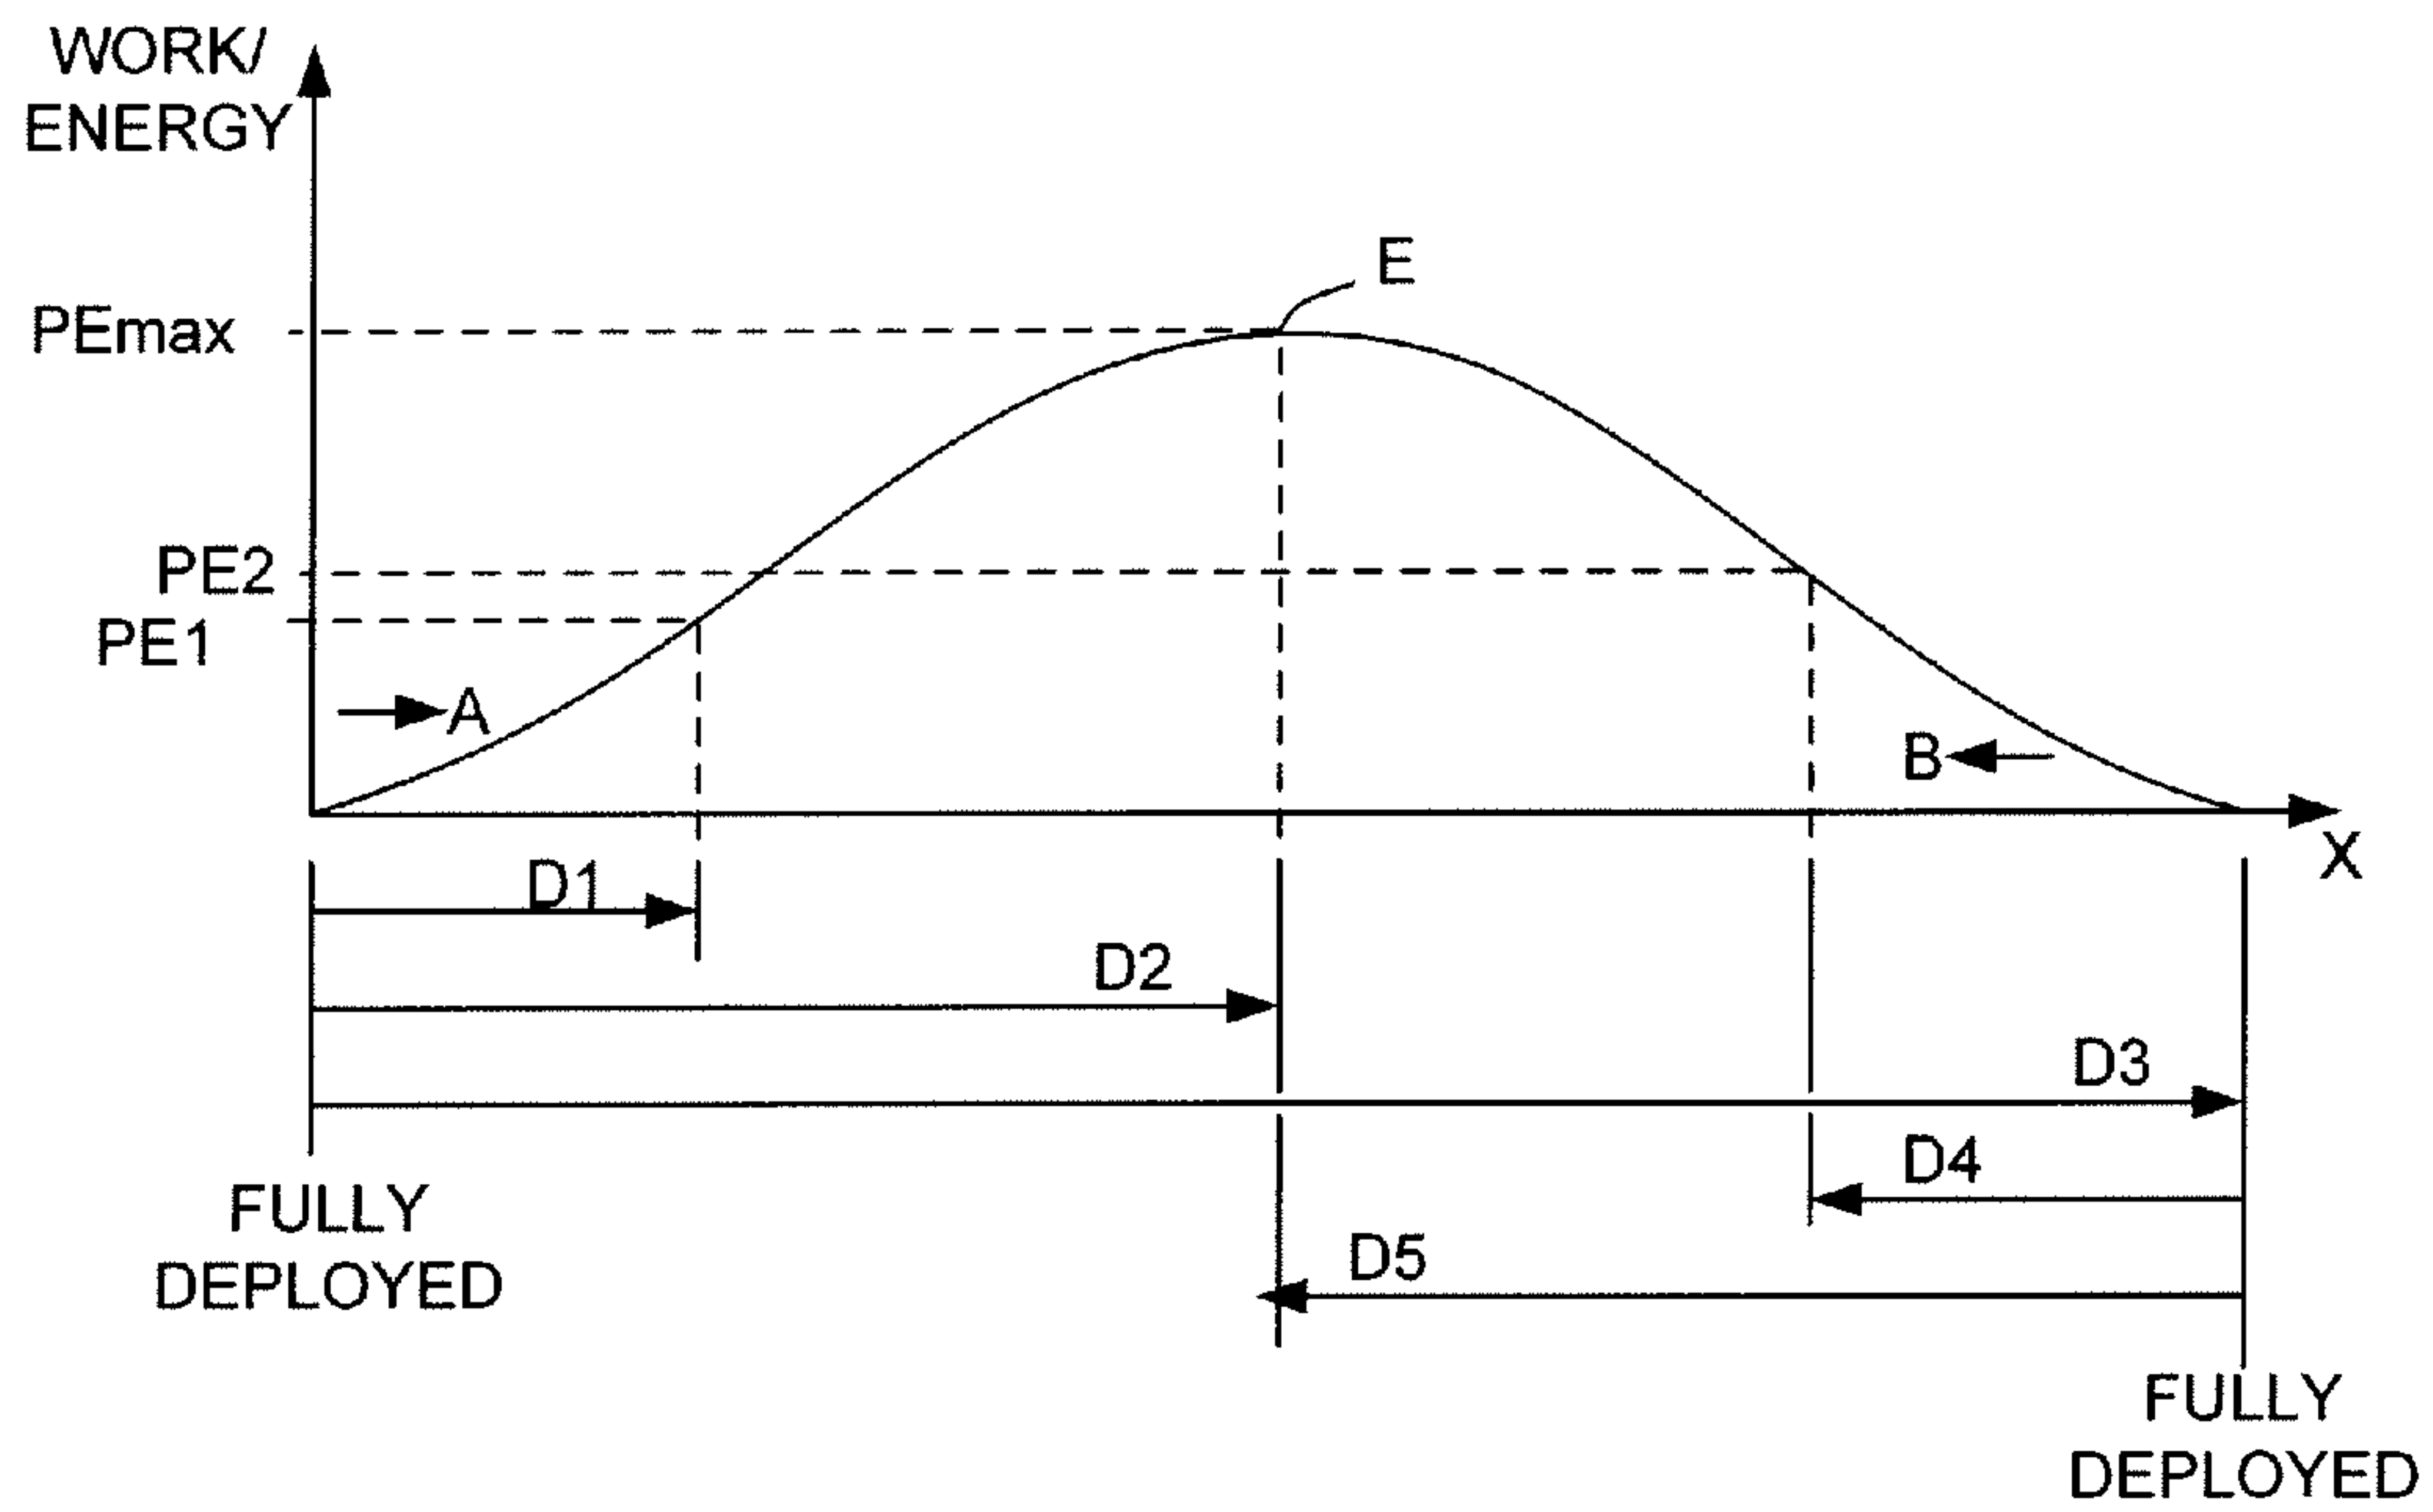 WORK/
ENERGY
E
PEmax
PE2
PE1
A
B
X
D1
D2
D3
D4
D5
FULLY
DEPLOYED
FULLY
DEPLOYED